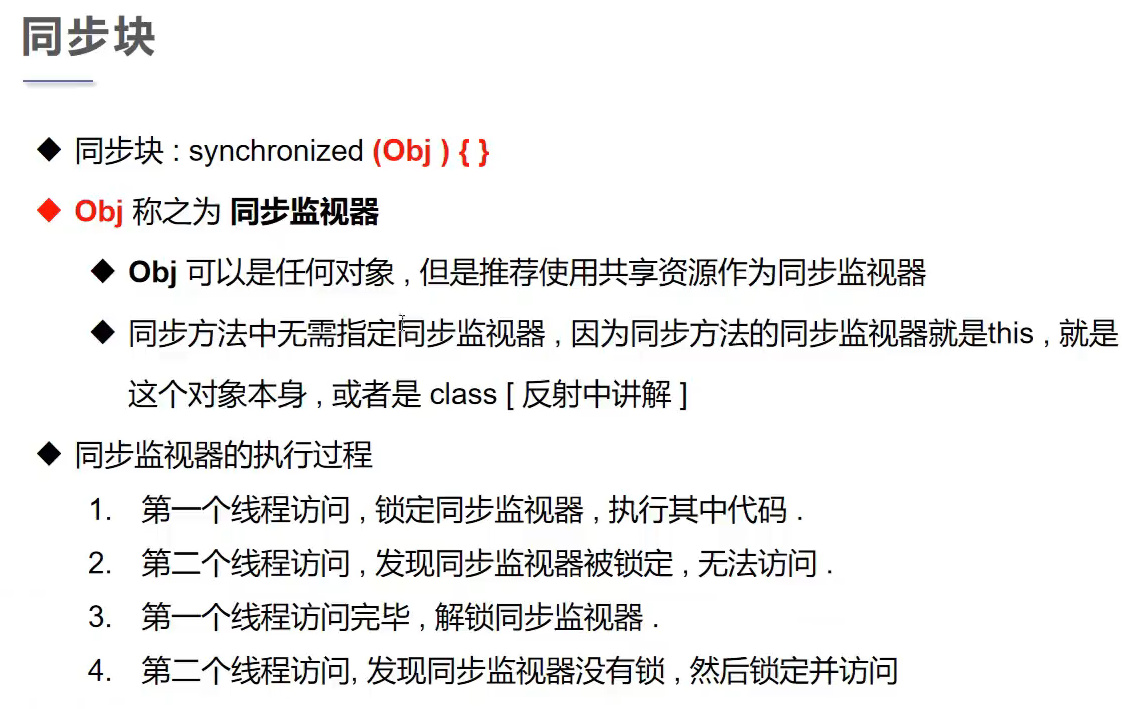 同步块
同步块 : synchronized (Obj ) { }
Obj 称之为 同步监视器
Obj 可以是任何对象 , 但是推荐使用共享资源作为同步监视器
同步方法中无需指定同步监视器 , 因为同步方法的同步监视器就是this , 就是
这个对象本身 , 或者是 class [ 反射中讲解 ]
同步监视器的执行过程
1. 第一个线程访问 , 锁定同步监视器 , 执行其中代码 .
2. 第二个线程访问 , 发现同步监视器被锁定 , 无法访问 .
3. 第一个线程访问完毕 , 解锁同步监视器 .
4. 第二个线程访问, 发现同步监视器没有锁 , 然后锁定并访问